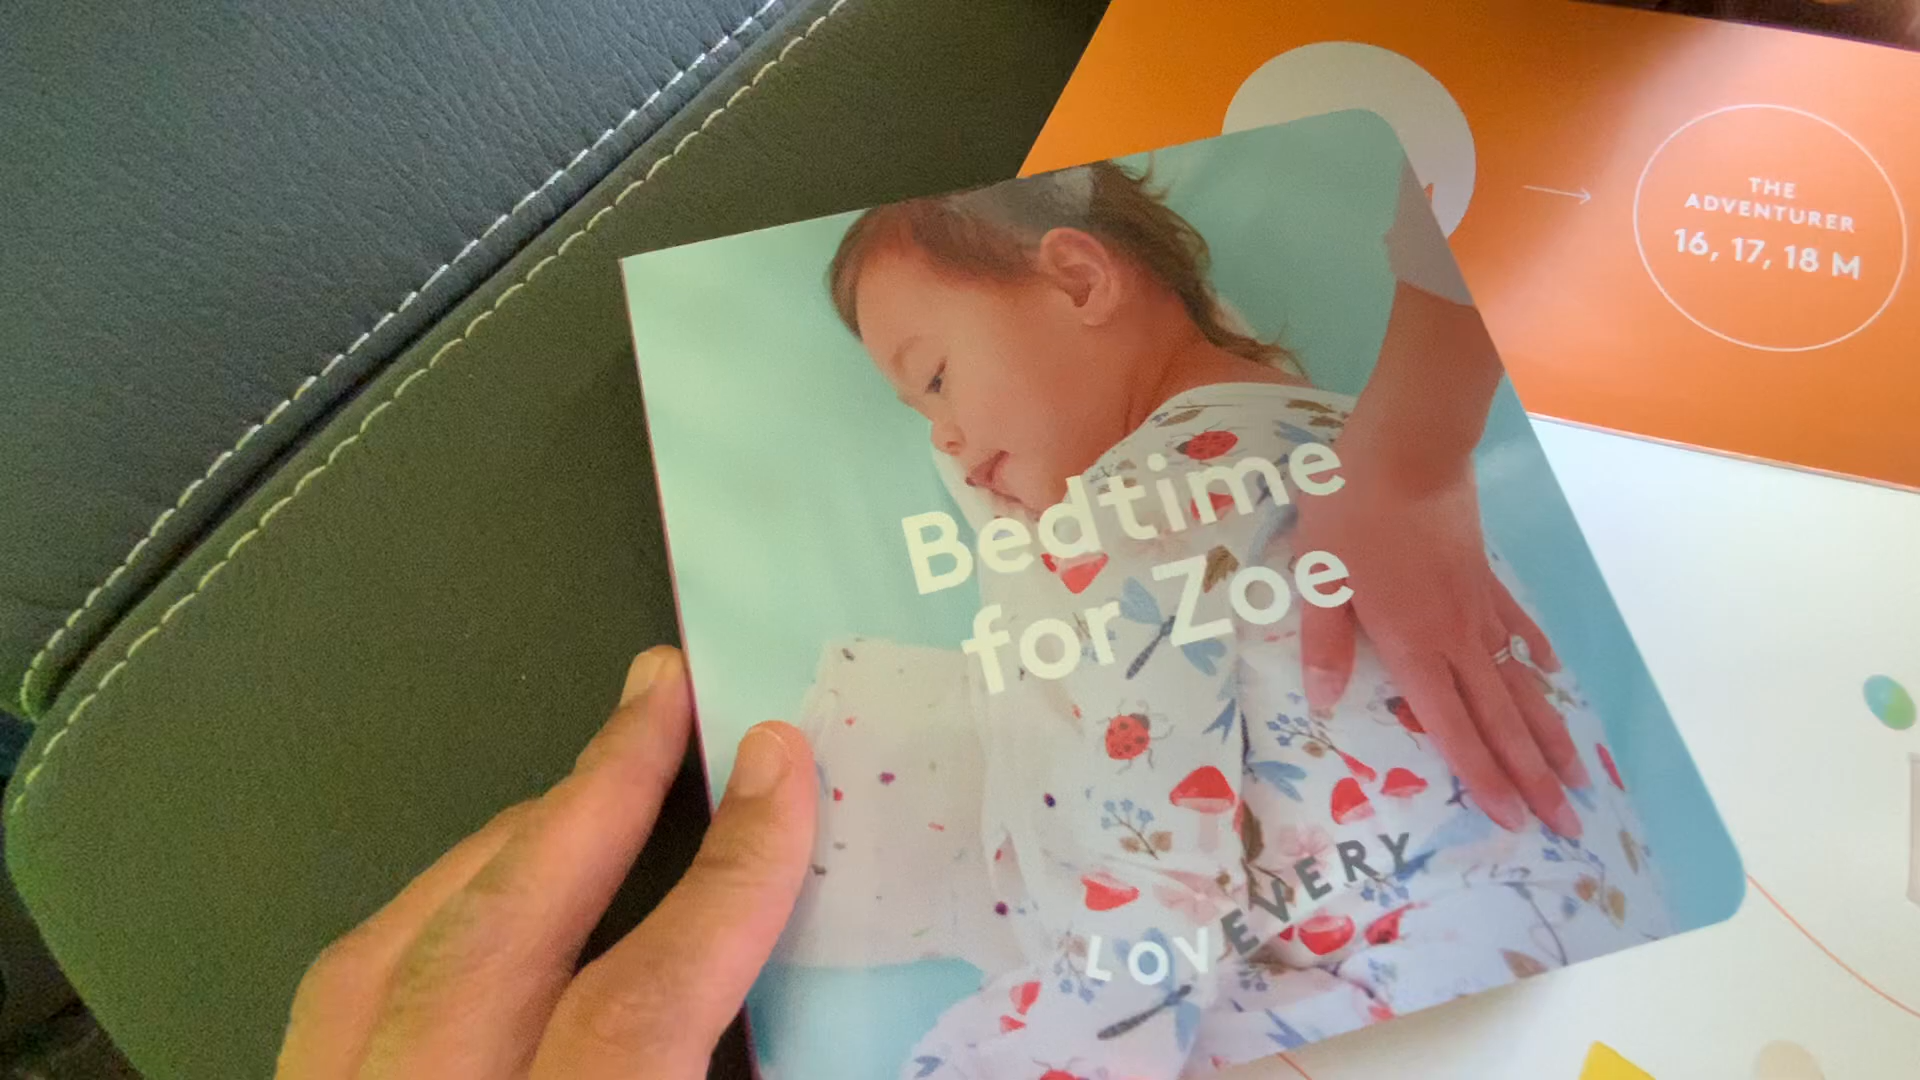 THE
ADVENTURER
16, 17, 18 M
Bedtime
for Zoe
LOVEVERY